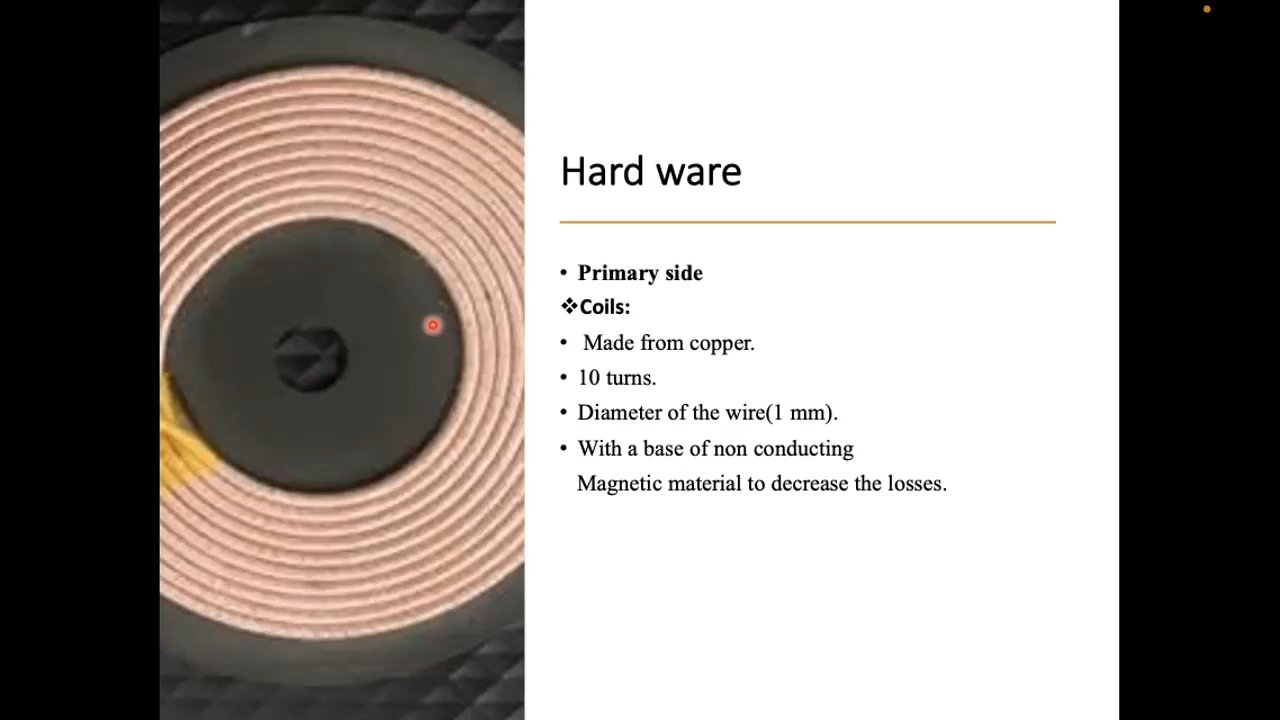 Hard ware
• Primary side
❖Coils:
• Made from copper.
• 10 turns.
• Diameter of the wire(1 mm).
• With a base of non conducting
Magnetic material to decrease the losses.